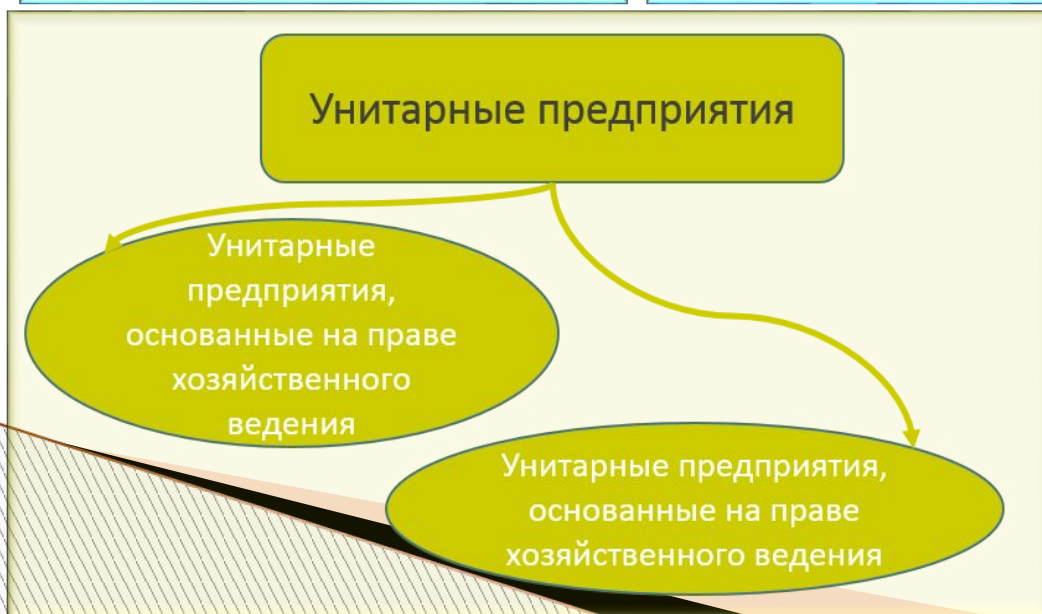 Унитарные предприятия
Унитарные
предприятия,
основанные на праве
хозяйственного
ведения
Унитарные предприятия,
основанные на праве
хозяйственного ведения